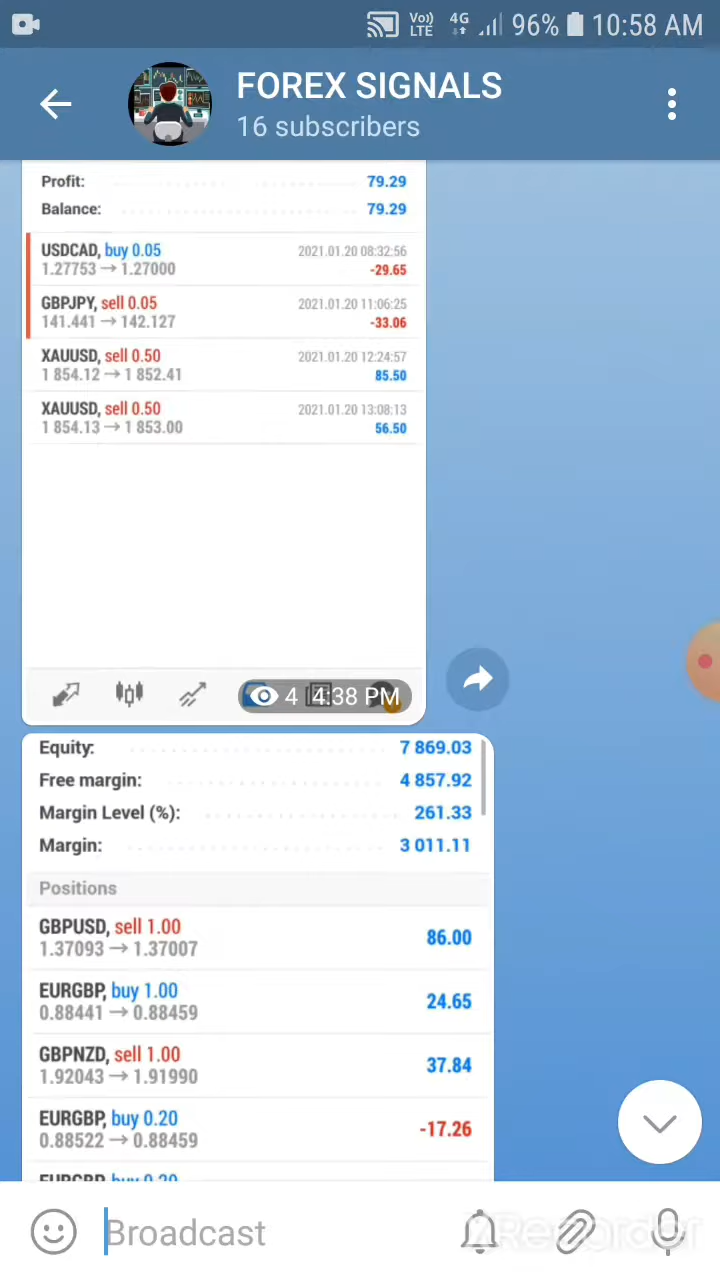 Vo)) LTE 4G 96% 10:58 AM
FOREX SIGNALS
16 subscribers
Profit: 79.29
Balance: 79.29
USDCAD, buy 0.05 2021.01.20 08:32:56
1.27753 → 1.27000 -29.65
GBPJPY, sell 0.05 2021.01.20 11:06:25
141.441 → 142.127 -33.06
XAUUSD, sell 0.50 2021.01.20 12:24:57
1 854.12 → 1 852.41 85.50
XAUUSD, sell 0.50 2021.01.20 13:08:13
1 854.13 → 1 853.00 56.50
4 4:38 PM
Equity: 7 869.03
Free margin: 4 857.92
Margin Level (%): 261.33
Margin: 3 011.11
Positions
GBPUSD, sell 1.00
1.37093 → 1.37007 86.00
EURGBP, buy 1.00
0.88441 → 0.88459 24.65
GBPNZD, sell 1.00
1.92043 → 1.91990 37.84
EURGBP, buy 0.20
0.88522 → 0.88459 -17.26
EURGBP, buy 0.20
Broadcast